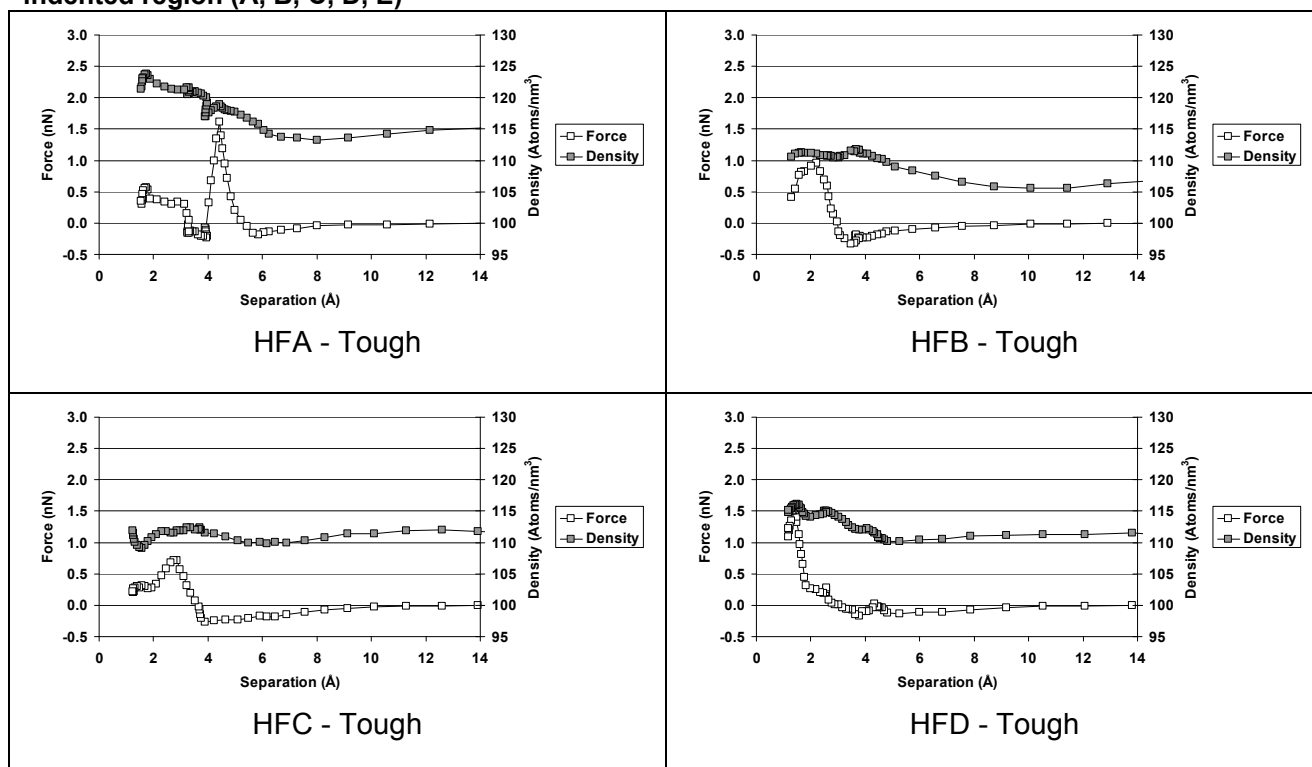 indented region (A, B, C, D, E)
3.0 130
2.5 125
2.0 120
1.5 115
1.0 110
0.5 105
0.0 100
-0.5 95
0 2 4 6 8 10 12 14
Force (nN)
Density (Atoms/nm³)
Separation (Å)
Force
Density
HFA - Tough
3.0 130
2.5 125
2.0 120
1.5 115
1.0 110
0.5 105
0.0 100
-0.5 95
0 2 4 6 8 10 12 14
Force (nN)
Density (Atoms/nm³)
Separation (Å)
Force
Density
HFB - Tough
3.0 130
2.5 125
2.0 120
1.5 115
1.0 110
0.5 105
0.0 100
-0.5 95
0 2 4 6 8 10 12 14
Force (nN)
Density (Atoms/nm³)
Separation (Å)
Force
Density
HFC - Tough
3.0 130
2.5 125
2.0 120
1.5 115
1.0 110
0.5 105
0.0 100
-0.5 95
0 2 4 6 8 10 12 14
Force (nN)
Density (Atoms/nm³)
Separation (Å)
Force
Density
HFD - Tough